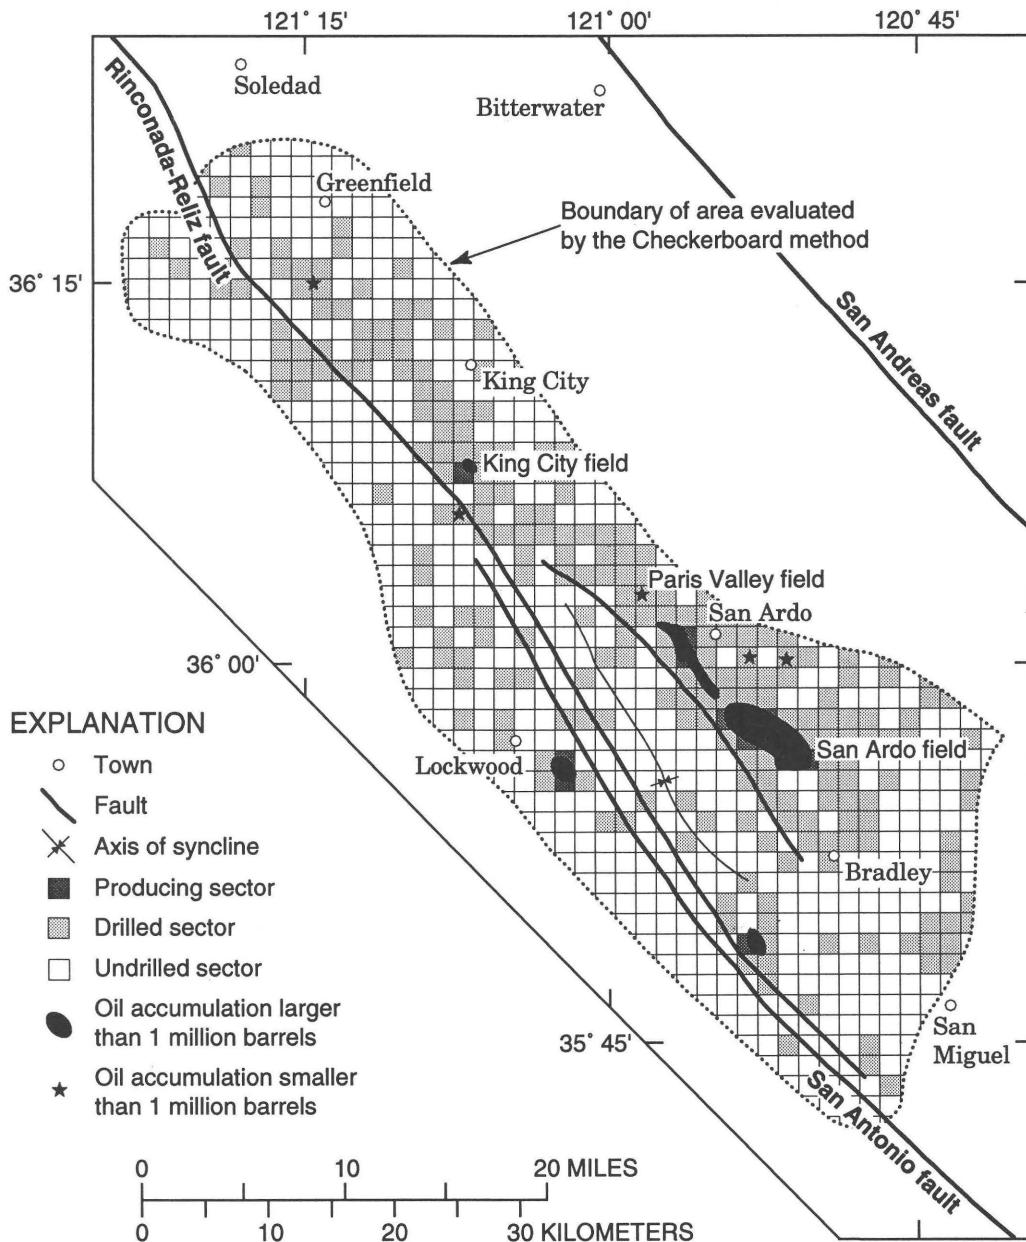 121° 15'
121° 00'
120° 45'
Soledad
Bitterwater
Rinconada-Reliz fault
Greenfield
Boundary of area evaluated
by the Checkerboard method
36° 15'
San Andreas fault
King City
King City field
Paris Valley field
San Ardo
36° 00'
EXPLANATION
Town
Fault
Axis of syncline
Producing sector
Drilled sector
Undrilled sector
Oil accumulation larger
than 1 million barrels
Oil accumulation smaller
than 1 million barrels
Lockwood
San Ardo field
Bradley
35° 45'
San
Miguel
San Antonio fault
0 10 20 MILES
0 10 20 30 KILOMETERS